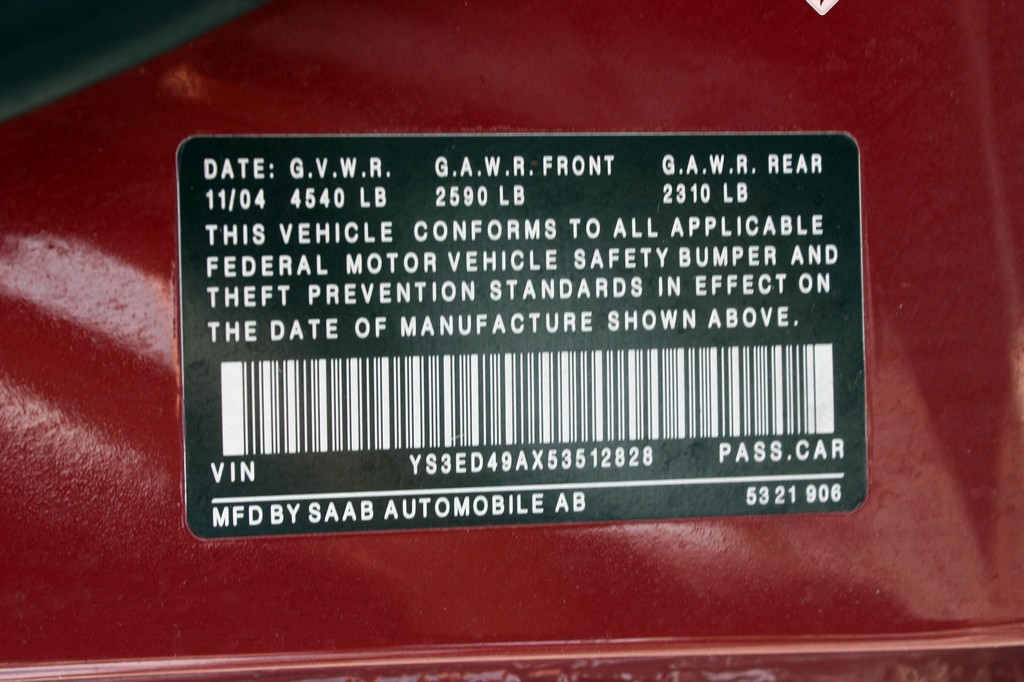 DATE: G.V.W.R. G.A.W.R. FRONT G.A.W.R. REAR
11/04 4540 LB 2590 LB 2310 LB
THIS VEHICLE CONFORMS TO ALL APPLICABLE
FEDERAL MOTOR VEHICLE SAFETY BUMPER AND
THEFT PREVENTION STANDARDS IN EFFECT ON
THE DATE OF MANUFACTURE SHOWN ABOVE.
VIN YS3ED49AX53512828 PASS.CAR
MFD BY SAAB AUTOMOBILE AB 53 21 906